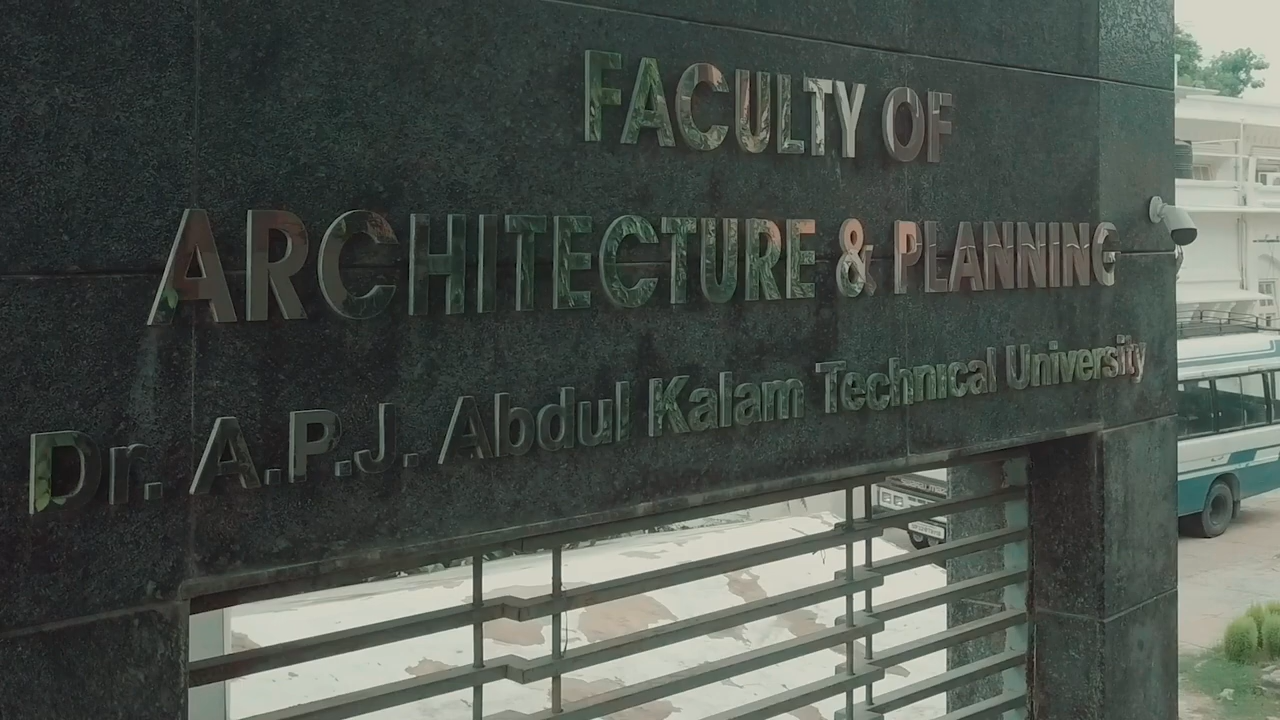 FACULTY OF
ARCHITECTURE & PLANNING
Dr. A.P.J. Abdul Kalam Technical University